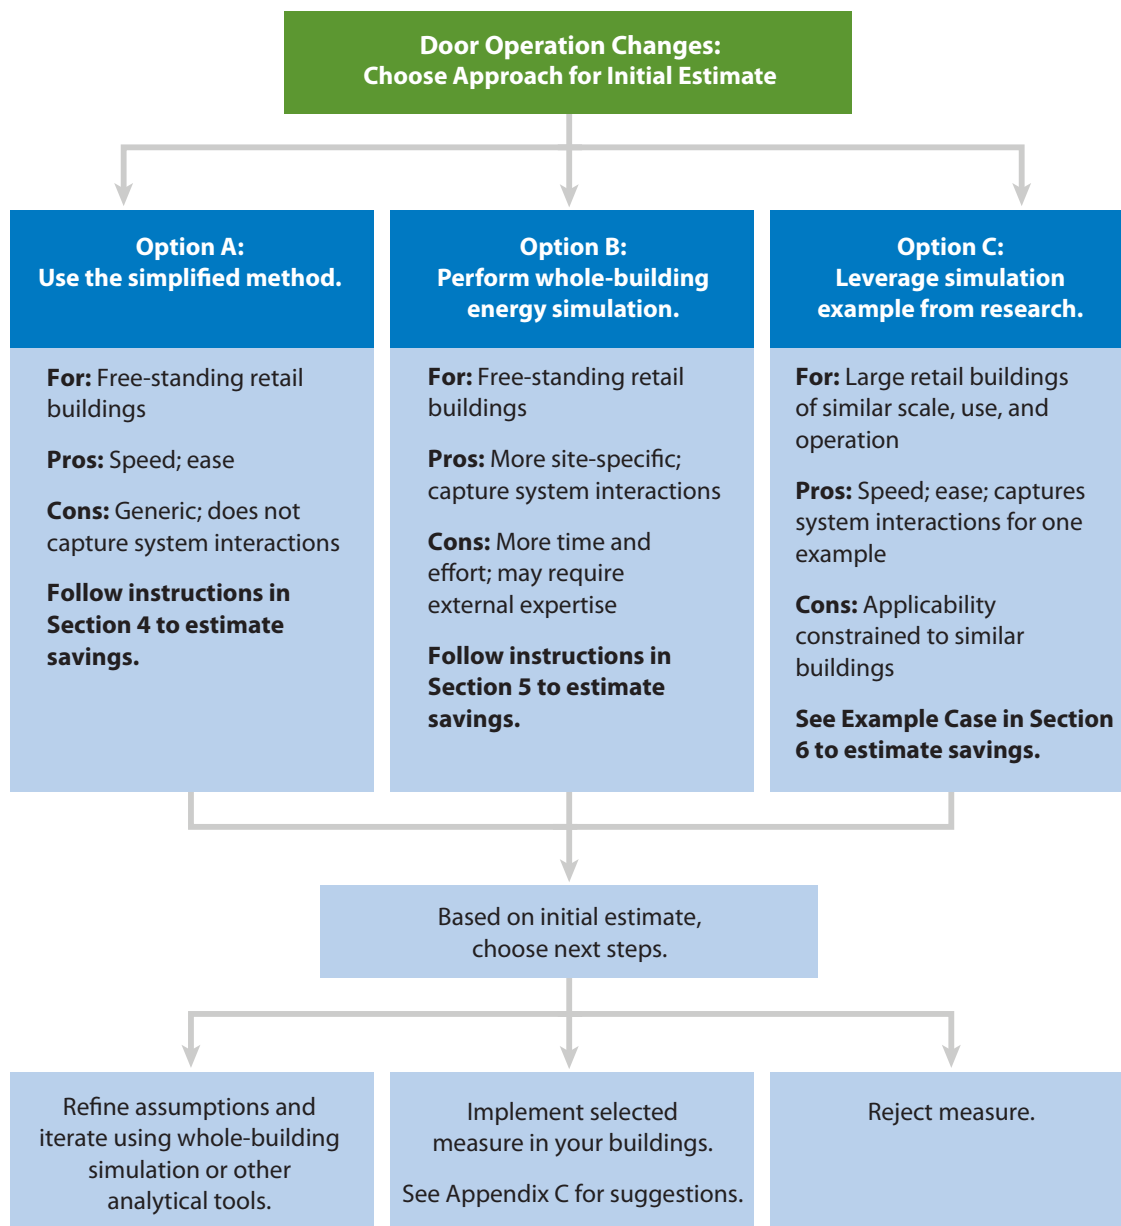 Door Operation Changes:
Choose Approach for Initial Estimate
Option A:
Use the simplified method.
For: Free-standing retail
buildings
Pros: Speed; ease
Cons: Generic; does not
capture system interactions
Follow instructions in
Section 4 to estimate
savings.
Option B:
Perform whole-building
energy simulation.
For: Free-standing retail
buildings
Pros: More site-specific;
capture system interactions
Cons: More time and
effort; may require
external expertise
Follow instructions in
Section 5 to estimate
savings.
Option C:
Leverage simulation
example from research.
For: Large retail buildings
of similar scale, use, and
operation
Pros: Speed; ease; captures
system interactions for one
example
Cons: Applicability
constrained to similar
buildings
See Example Case in Section
6 to estimate savings.
Based on initial estimate,
choose next steps.
Refine assumptions and
iterate using whole-building
simulation or other
analytical tools.
Implement selected
measure in your buildings.
See Appendix C for suggestions.
Reject measure.